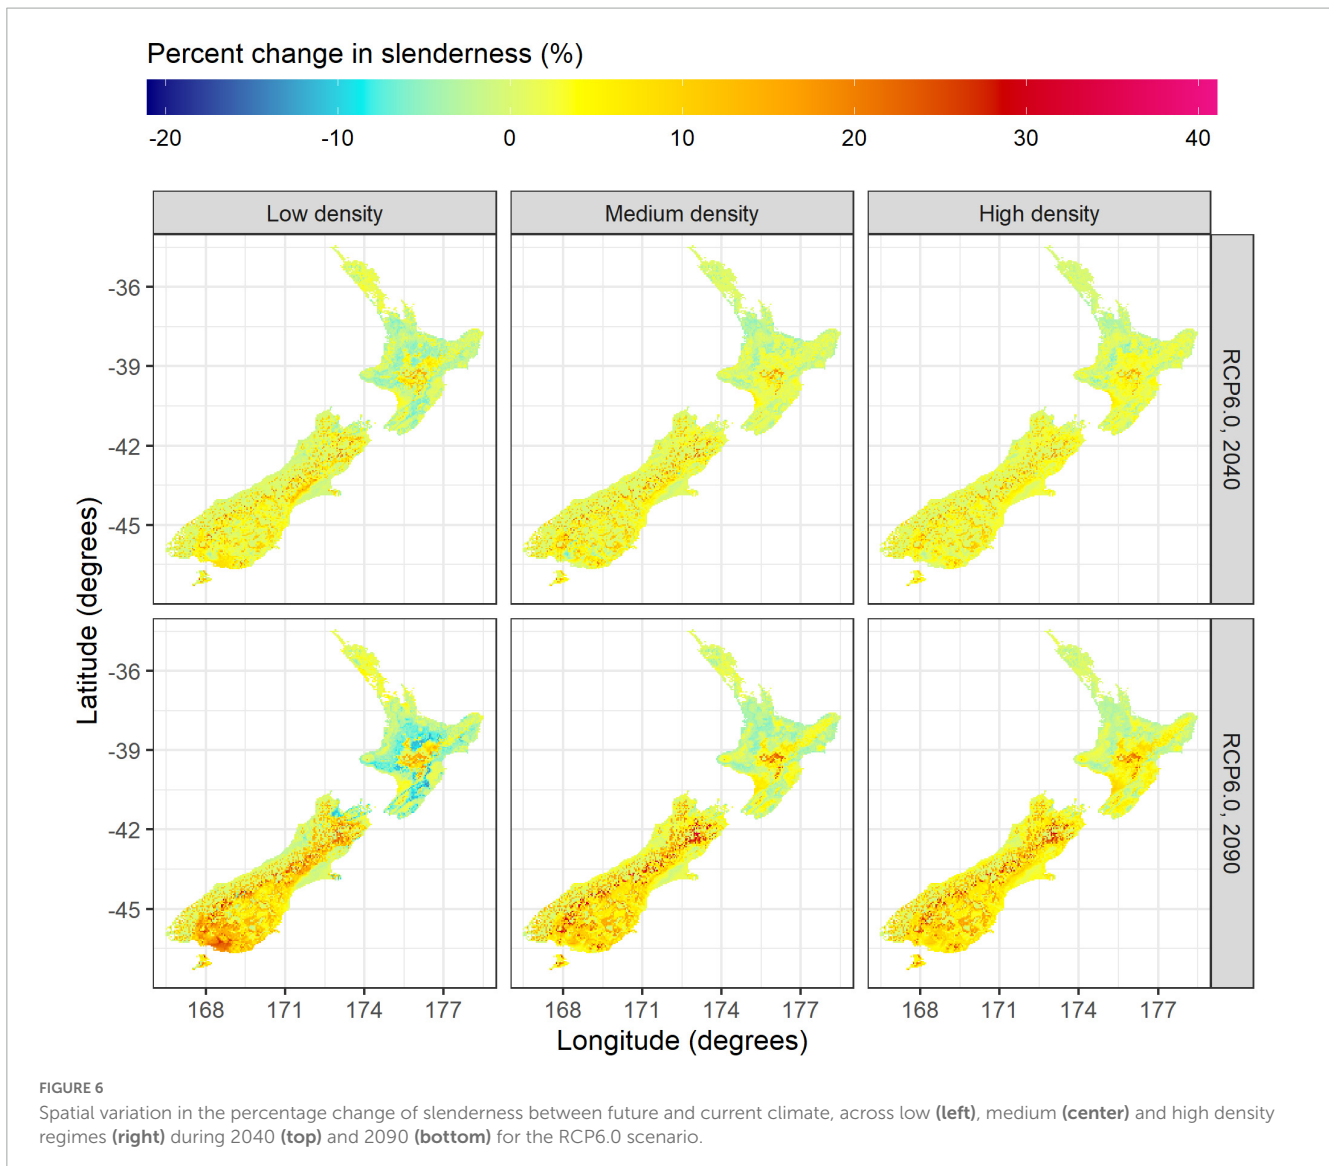 Percent change in slenderness (%)
-20 -10 0 10 20 30 40
Low density Medium density High density
-36
-39
-42
-45
RCP6.0, 2040
Latitude (degrees)
-36
-39
-42
-45
RCP6.0, 2090
168 171 174 177 168 171 174 177 168 171 174 177
Longitude (degrees)
FIGURE 6
Spatial variation in the percentage change of slenderness between future and current climate, across low (left), medium (center) and high density
regimes (right) during 2040 (top) and 2090 (bottom) for the RCP6.0 scenario.